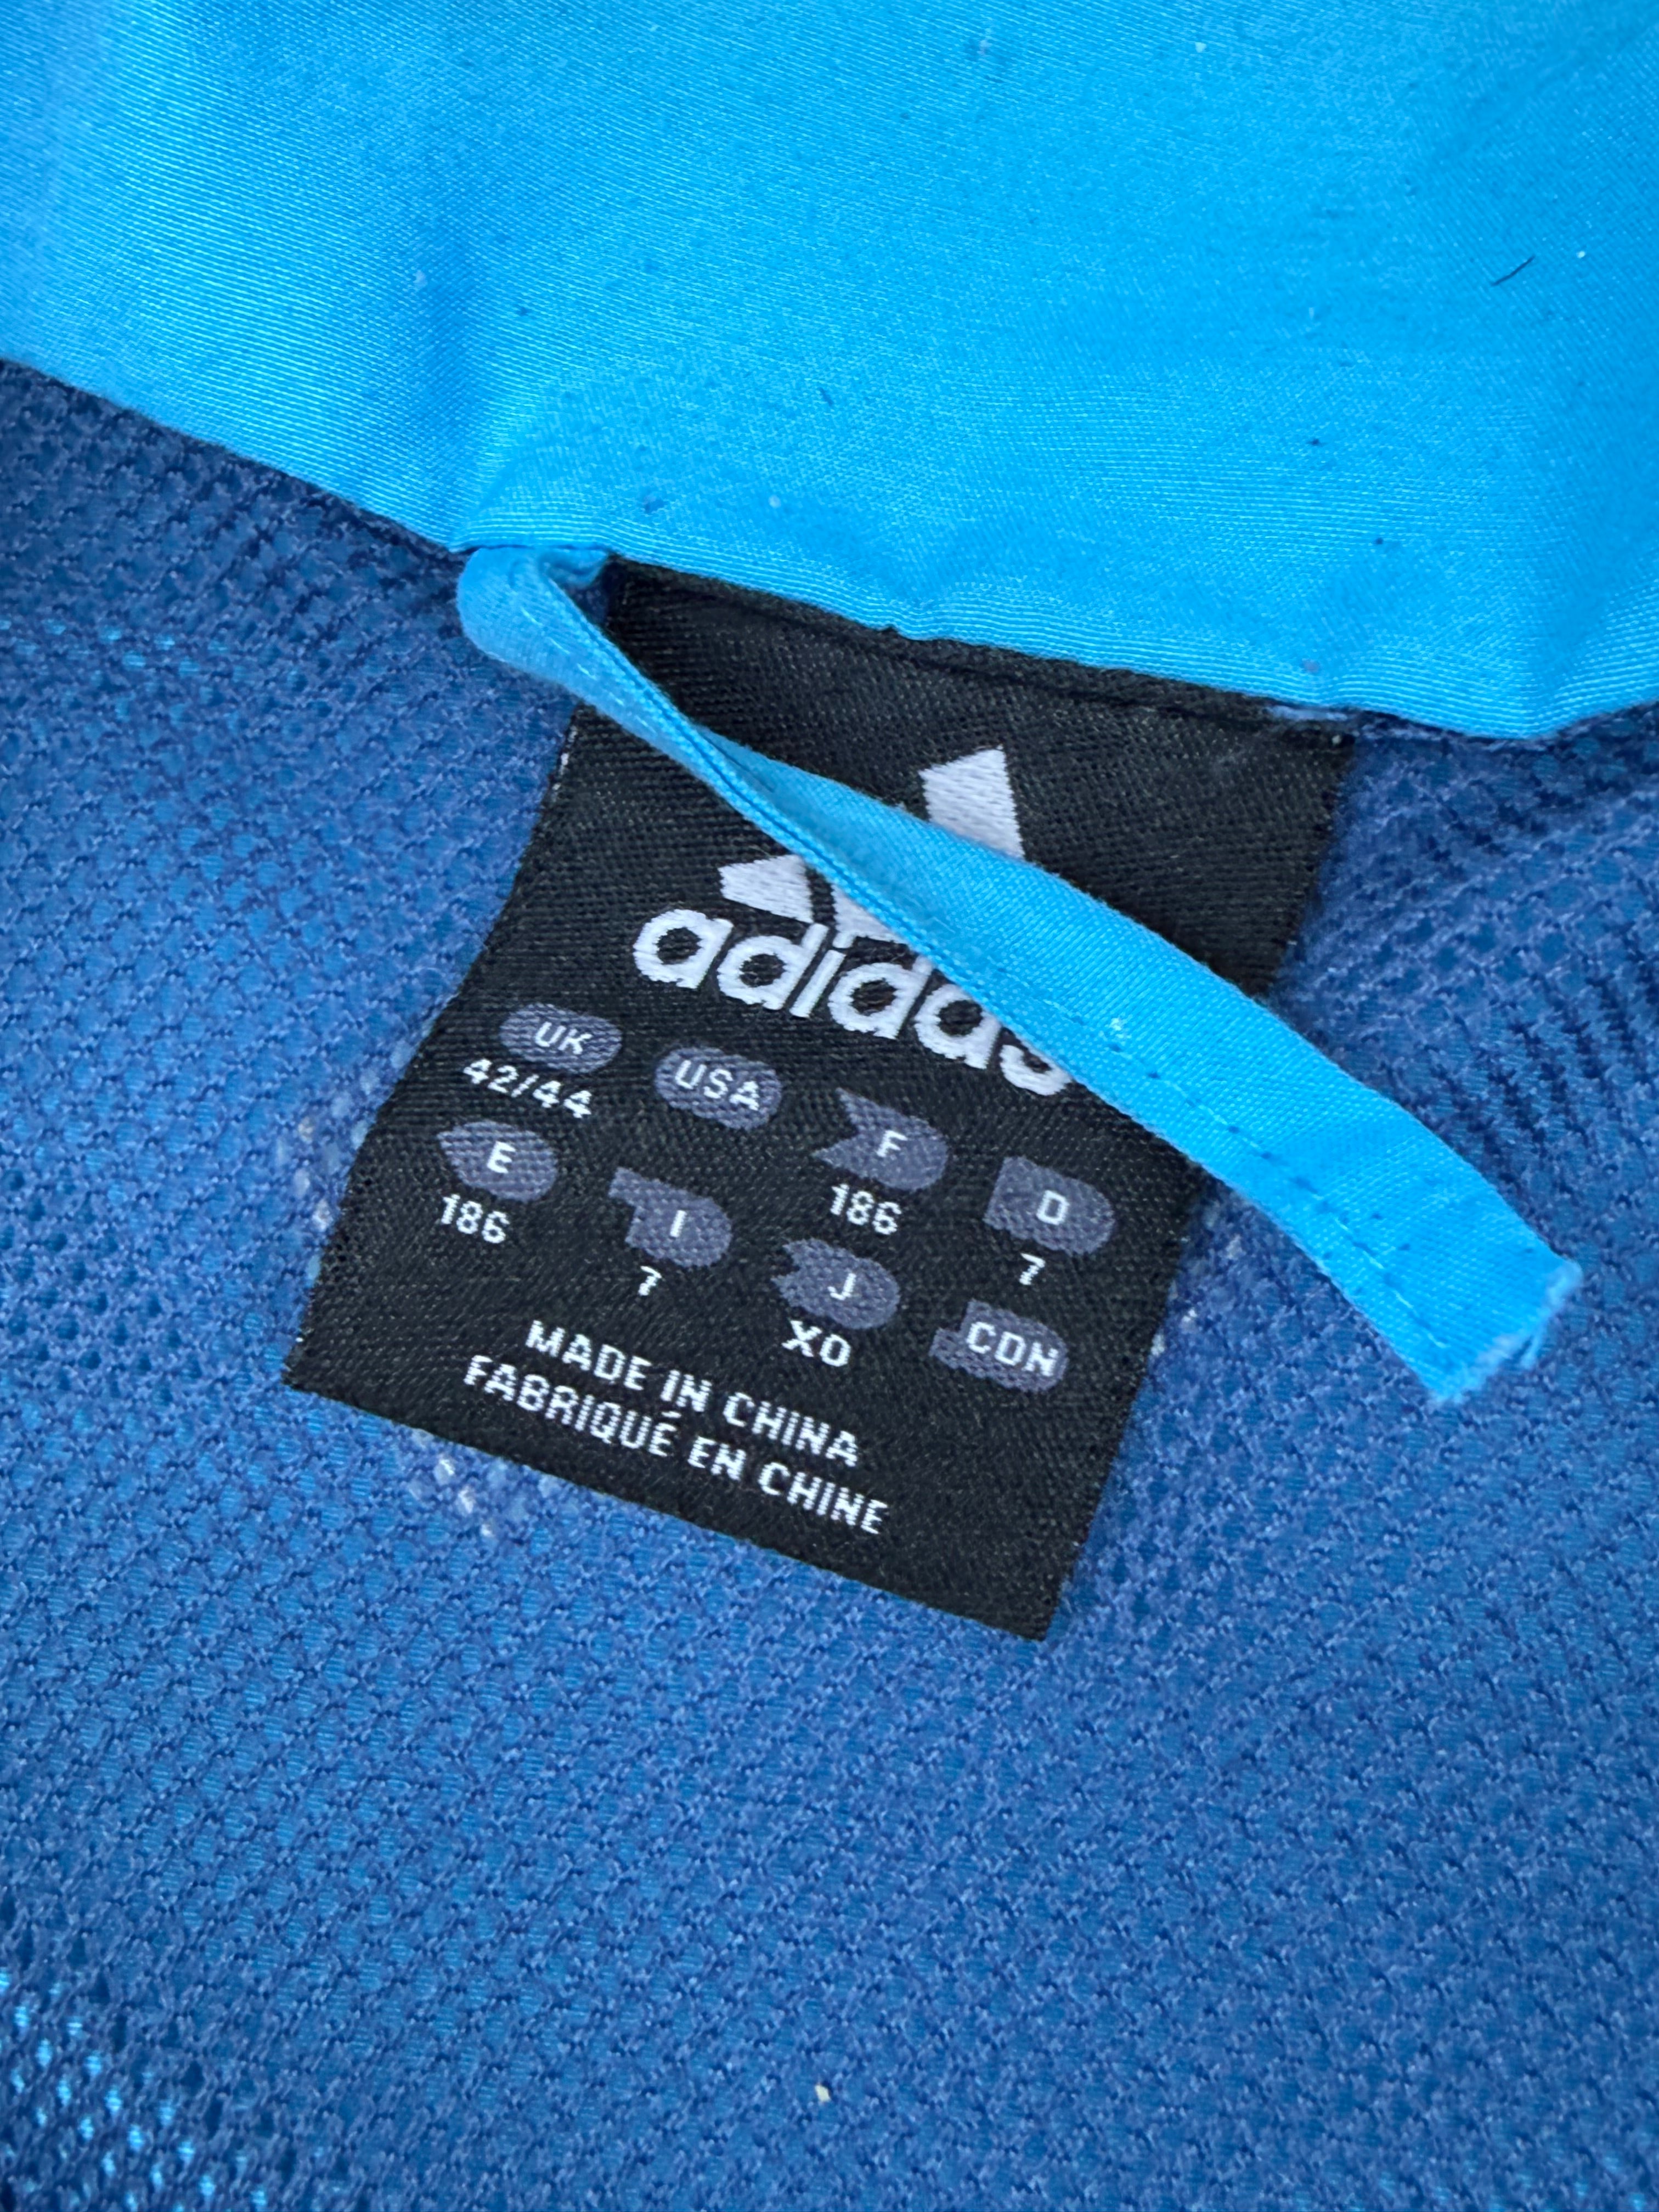 adidas
UK USA F D
42/44 186 7
E I J CDN
186 7 XO
MADE IN CHINA
FABRIQUÉ EN CHINE